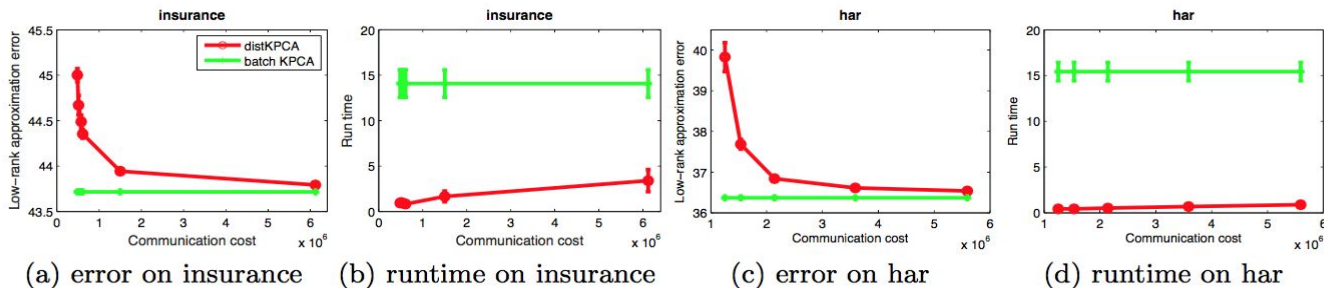 insurance
45.5
45
44.5
44
43.5
0 1 2 3 4 5 6
Low-rank approximation error
Communication cost
x 10^6
distKPCA
batch KPCA
(a) error on insurance
insurance
20
15
10
5
0
0 1 2 3 4 5 6
Run time
Communication cost
x 10^6
(b) runtime on insurance
har
40
39
38
37
36
1 2 3 4 5 6
Low-rank approximation error
Communication cost
x 10^6
(c) error on har
har
20
15
10
5
0
1 2 3 4 5 6
Run time
Communication cost
x 10^6
(d) runtime on har